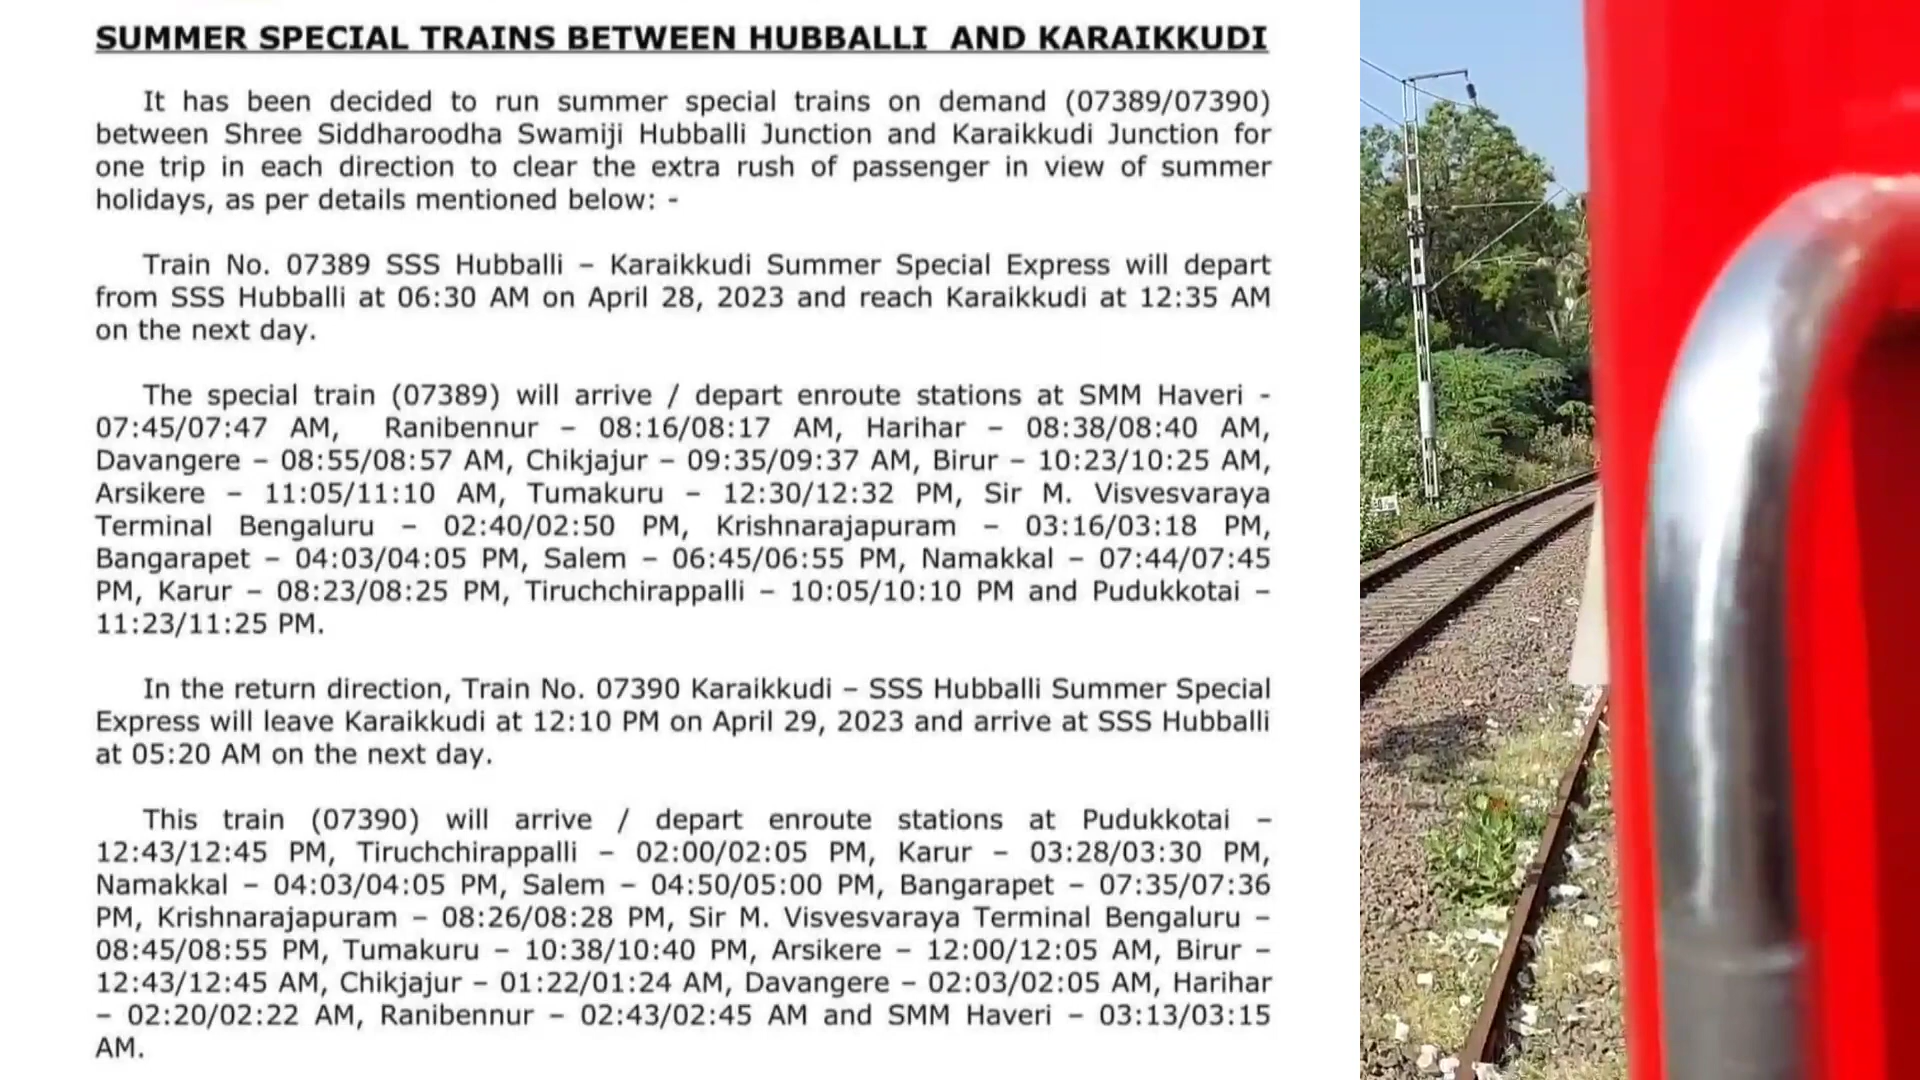 SUMMER SPECIAL TRAINS BETWEEN HUBBALLI AND KARAIKKUDI
It has been decided to run summer special trains on demand (07389/07390)
between Shree Siddharoodha Swamiji Hubballi Junction and Karaikkudi Junction for
one trip in each direction to clear the extra rush of passenger in view of summer
holidays, as per details mentioned below: -
Train No. 07389 SSS Hubballi – Karaikkudi Summer Special Express will depart
from SSS Hubballi at 06:30 AM on April 28, 2023 and reach Karaikkudi at 12:35 AM
on the next day.
The special train (07389) will arrive / depart enroute stations at SMM Haveri -
07:45/07:47 AM, Ranibennur – 08:16/08:17 AM, Harihar – 08:38/08:40 AM,
Davangere – 08:55/08:57 AM, Chikjajur – 09:35/09:37 AM, Birur – 10:23/10:25 AM,
Arsikere – 11:05/11:10 AM, Tumakuru – 12:30/12:32 PM, Sir M. Visvesvaraya
Terminal Bengaluru – 02:40/02:50 PM, Krishnarajapuram – 03:16/03:18 PM,
Bangarapet – 04:03/04:05 PM, Salem – 06:45/06:55 PM, Namakkal – 07:44/07:45
PM, Karur – 08:23/08:25 PM, Tiruchchirappalli – 10:05/10:10 PM and Pudukkotai –
11:23/11:25 PM.
In the return direction, Train No. 07390 Karaikkudi – SSS Hubballi Summer Special
Express will leave Karaikkudi at 12:10 PM on April 29, 2023 and arrive at SSS Hubballi
at 05:20 AM on the next day.
This train (07390) will arrive / depart enroute stations at Pudukkotai –
12:43/12:45 PM, Tiruchchirappalli – 02:00/02:05 PM, Karur – 03:28/03:30 PM,
Namakkal – 04:03/04:05 PM, Salem – 04:50/05:00 PM, Bangarapet – 07:35/07:36
PM, Krishnarajapuram – 08:26/08:28 PM, Sir M. Visvesvaraya Terminal Bengaluru –
08:45/08:55 PM, Tumakuru – 10:38/10:40 PM, Arsikere – 12:00/12:05 AM, Birur –
12:43/12:45 AM, Chikjajur – 01:22/01:24 AM, Davangere – 02:03/02:05 AM, Harihar
– 02:20/02:22 AM, Ranibennur – 02:43/02:45 AM and SMM Haveri – 03:13/03:15
AM.